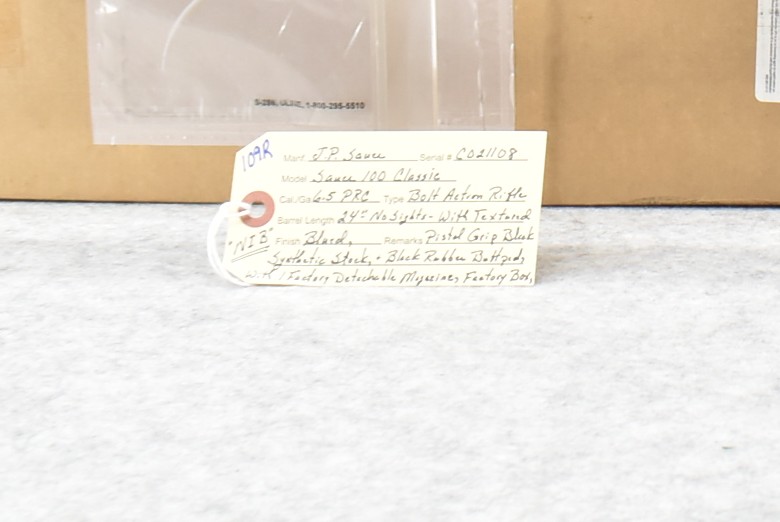 S-296, ULINE, 1-800-295-5510
109R
Manf. J.P. Sauer Serial # C021108
Model Sauer 100 Classic
Cal./Ga. 6.5 PRC Type Bolt Action Rifle
Barrel Length 24" No Sights - With Textured
"NIB" Finish Blued, Remarks Pistol Grip Black
Synthetic Stock, - Black Rubber Buttpad,
With 1 Factory Detachable Magazine, Factory Box,